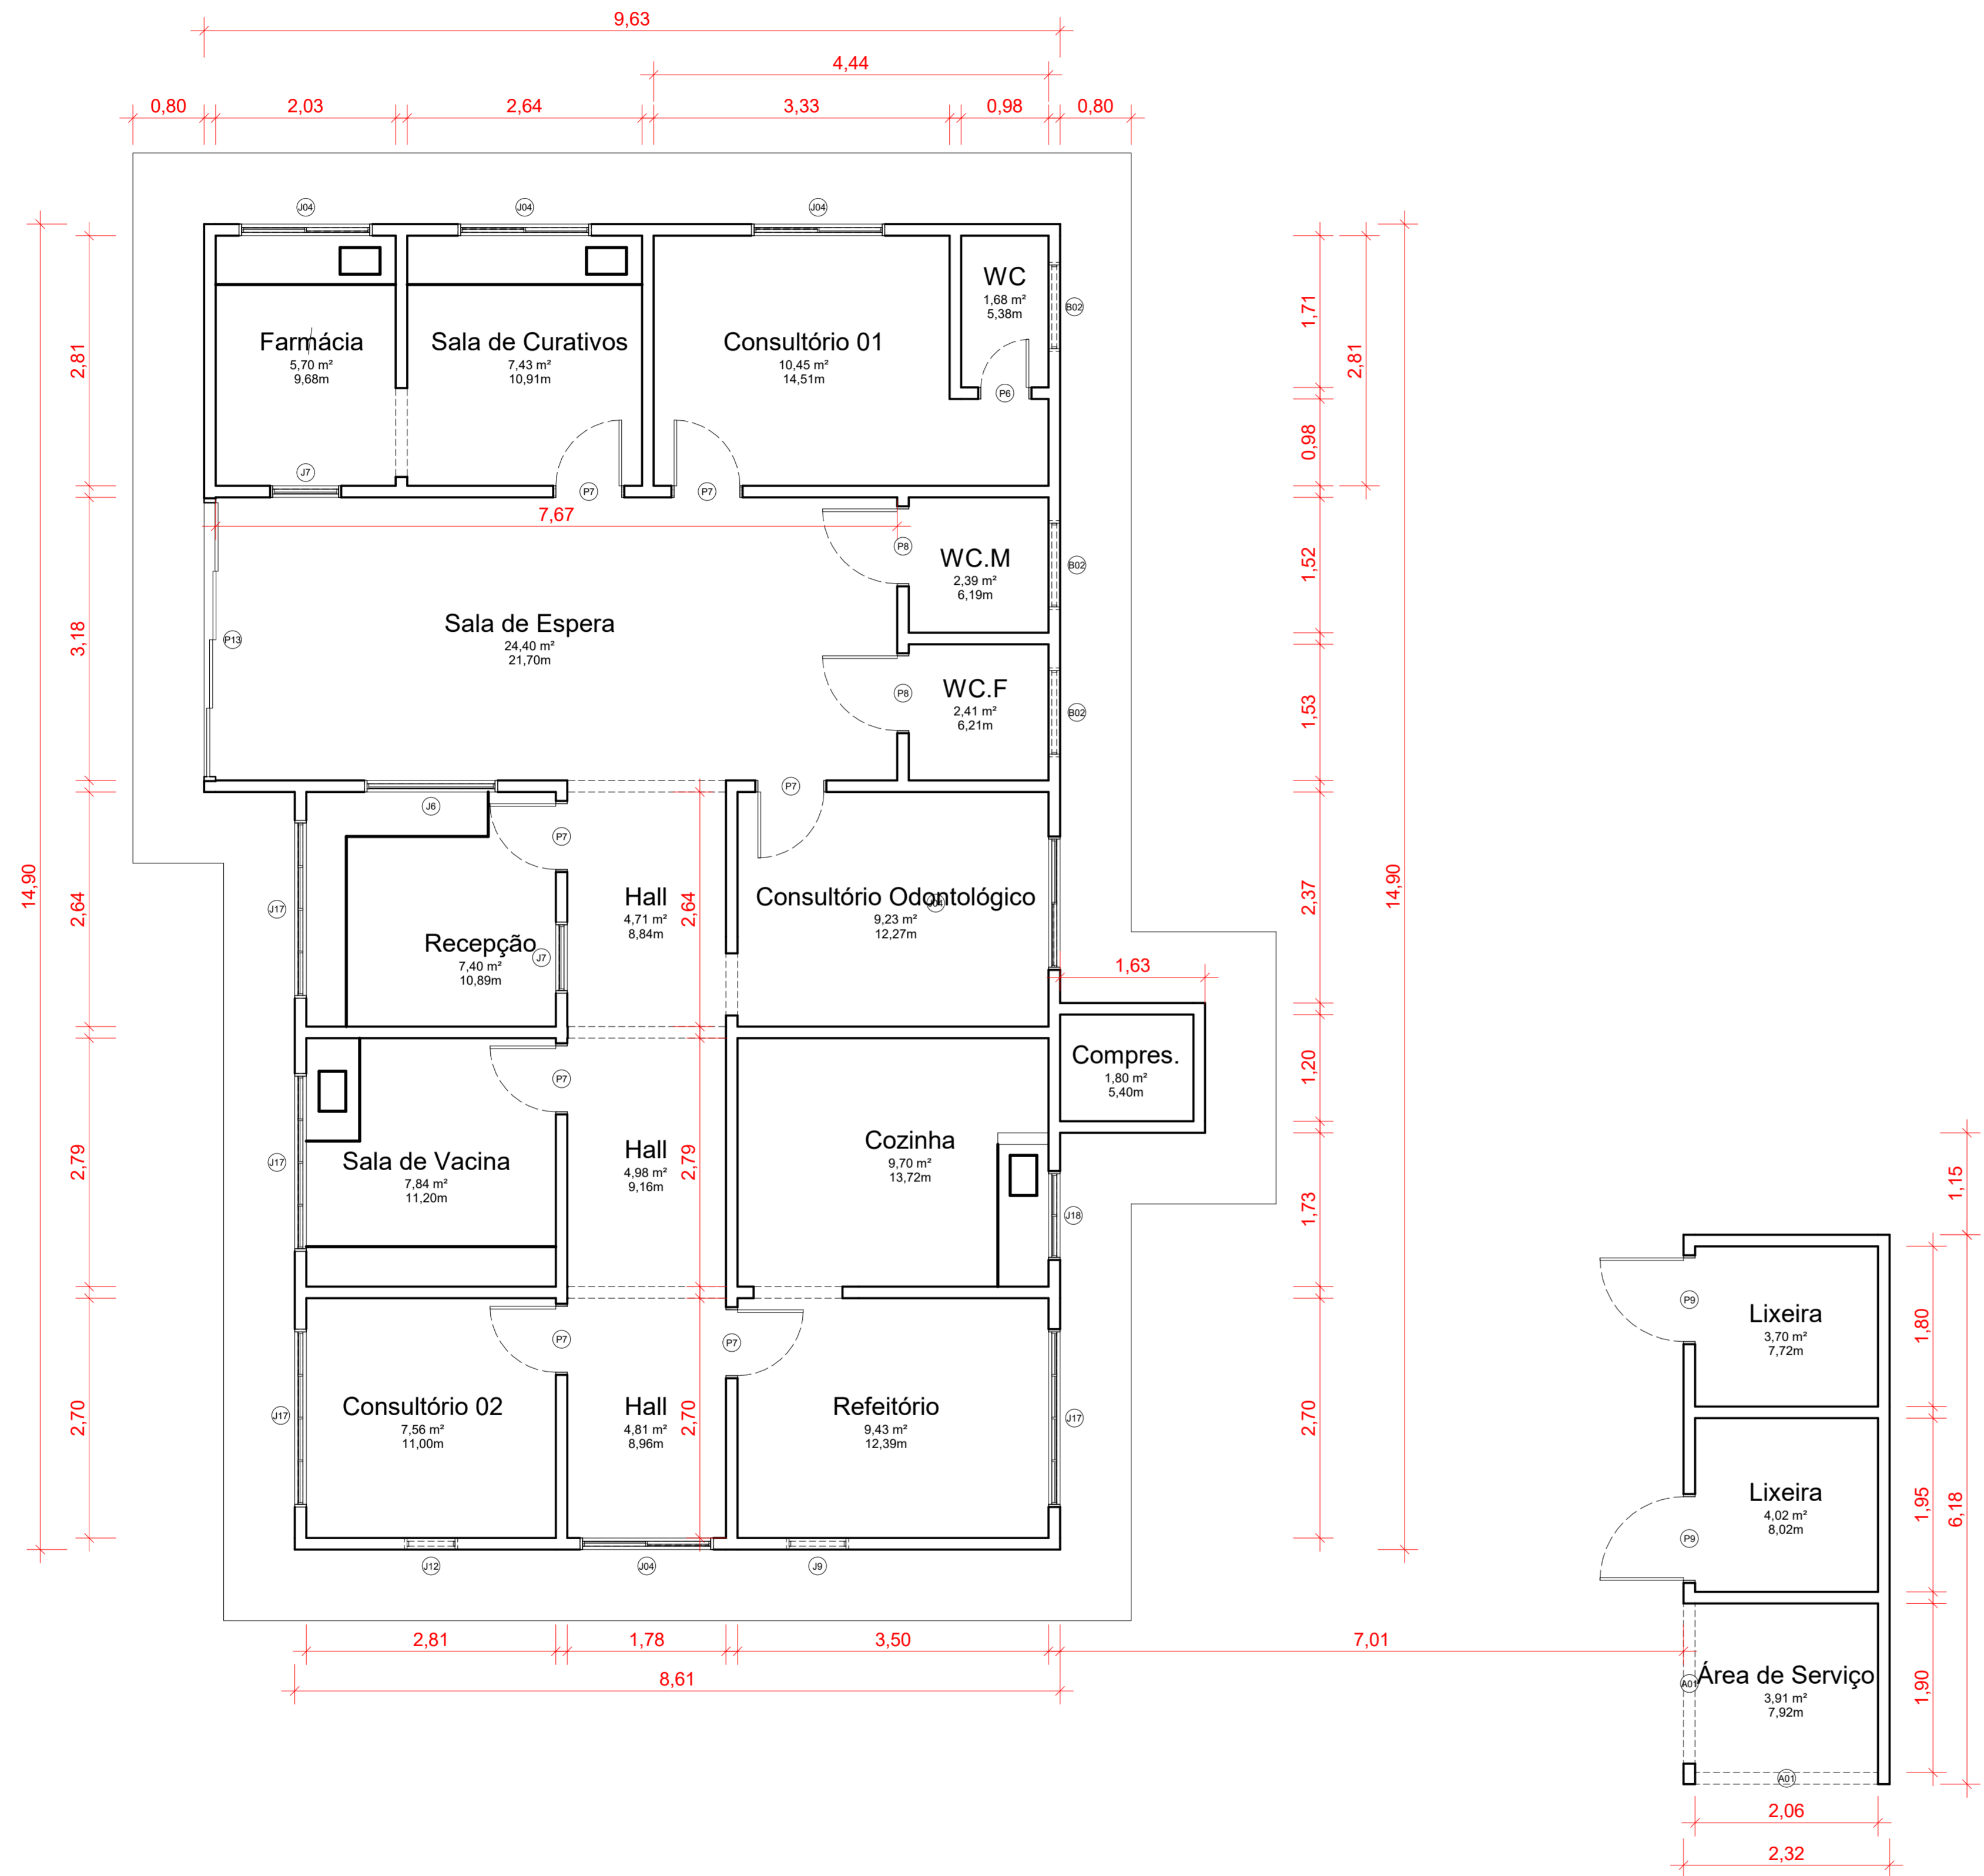 9,63
4,44
0,80
2,03
2,64
3,33
0,98
0,80
J04
J04
J04
WC
1,68 m²
5,38m
B02
1,71
2,81
2,81
Farmácia
5,70 m²
9,68m
Sala de Curativos
7,43 m²
10,91m
Consultório 01
10,45 m²
14,51m
P6
0,98
J7
P7
P7
7,67
P8
WC.M
2,39 m²
6,19m
B02
1,52
3,18
P13
Sala de Espera
24,40 m²
21,70m
P8
WC.F
2,41 m²
6,21m
B02
1,53
J6
P7
P7
14,90
2,64
J17
Recepção
7,40 m²
10,89m
J7
Hall
4,71 m²
8,84m
2,64
Consultório Odontológico
J04
9,23 m²
12,27m
2,37
14,90
1,63
Compres.
1,80 m²
5,40m
1,20
P7
2,79
J17
Sala de Vacina
7,84 m²
11,20m
Hall
4,98 m²
9,16m
2,79
Cozinha
9,70 m²
13,72m
J18
1,73
1,15
P7
P7
2,70
J17
Consultório 02
7,56 m²
11,00m
Hall
4,81 m²
8,96m
2,70
Refeitório
9,43 m²
12,39m
J17
2,70
P9
Lixeira
3,70 m²
7,72m
1,80
Lixeira
4,02 m²
8,02m
1,95
6,18
P9
J12
J04
J9
2,81
1,78
3,50
7,01
8,61
A01
Área de Serviço
3,91 m²
7,92m
1,90
A01
2,06
2,32